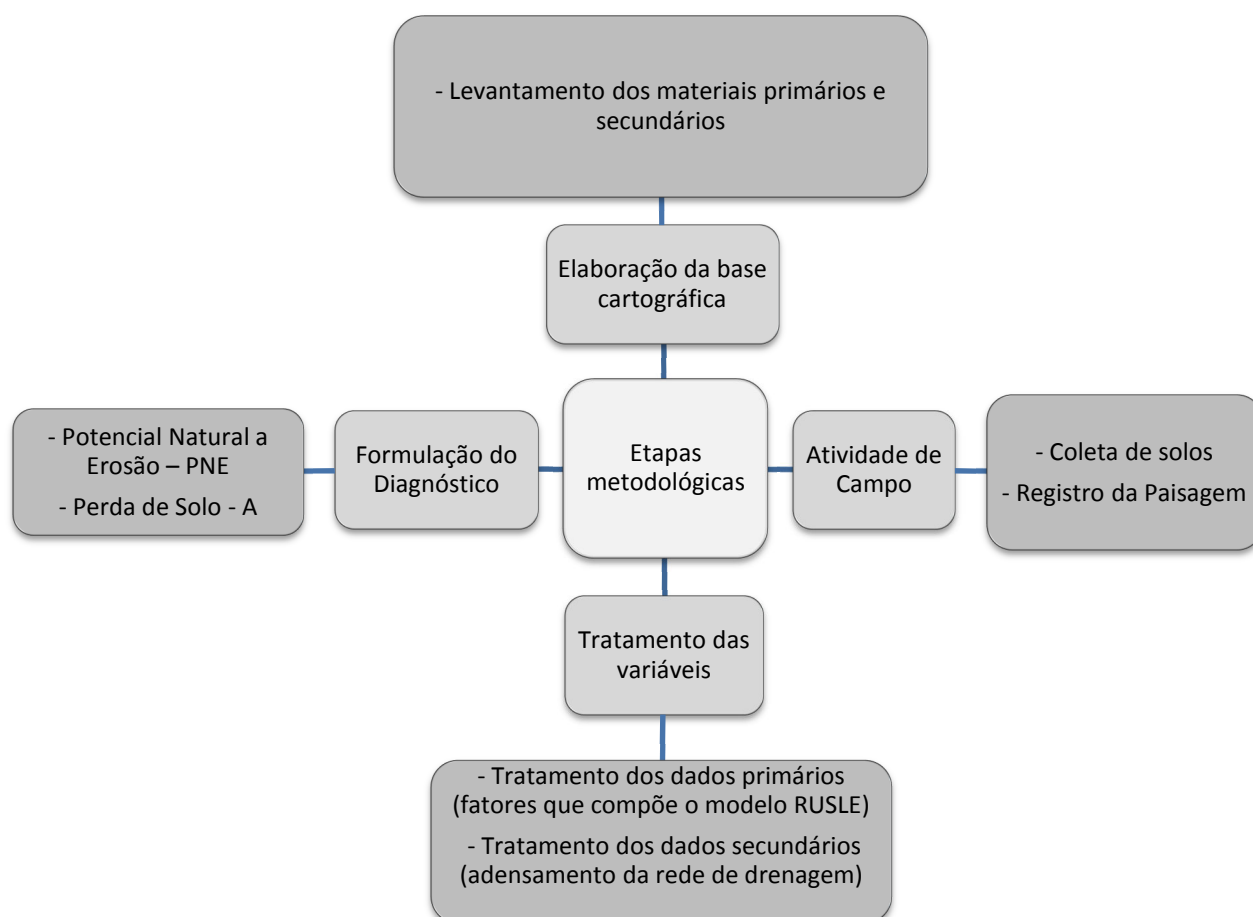 - Levantamento dos materiais primários e
secundários
Elaboração da base
cartográfica
- Potencial Natural a
Erosão – PNE
- Perda de Solo - A
Formulação do
Diagnóstico
Etapas
metodológicas
Atividade de
Campo
- Coleta de solos
- Registro da Paisagem
Tratamento das
variáveis
- Tratamento dos dados primários
(fatores que compõe o modelo RUSLE)
- Tratamento dos dados secundários
(adensamento da rede de drenagem)